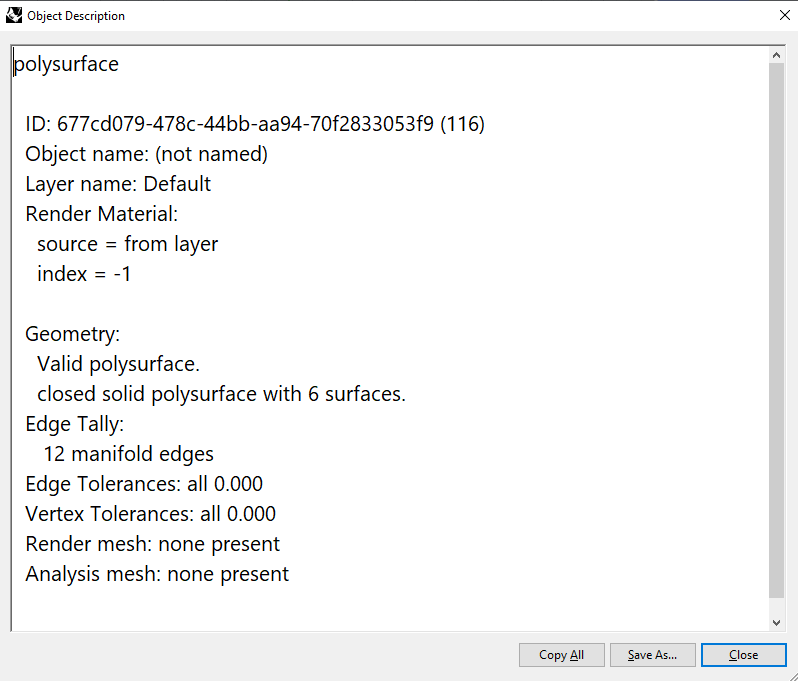 Object Description
polysurface
ID: 677cd079-478c-44bb-aa94-70f2833053f9 (116)
Object name: (not named)
Layer name: Default
Render Material:
source = from layer
index = -1
Geometry:
Valid polysurface.
closed solid polysurface with 6 surfaces.
Edge Tally:
12 manifold edges
Edge Tolerances: all 0.000
Vertex Tolerances: all 0.000
Render mesh: none present
Analysis mesh: none present
Copy All
Save As...
Close